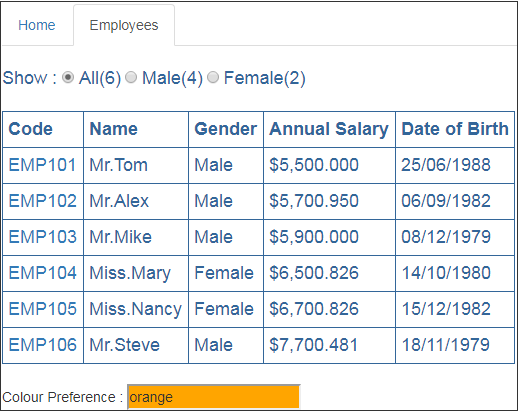 Home Employees
Show : All(6) Male(4) Female(2)
Code Name Gender Annual Salary Date of Birth
EMP101 Mr.Tom Male $5,500.000 25/06/1988
EMP102 Mr.Alex Male $5,700.950 06/09/1982
EMP103 Mr.Mike Male $5,900.000 08/12/1979
EMP104 Miss.Mary Female $6,500.826 14/10/1980
EMP105 Miss.Nancy Female $6,700.826 15/12/1982
EMP106 Mr.Steve Male $7,700.481 18/11/1979
Colour Preference : orange